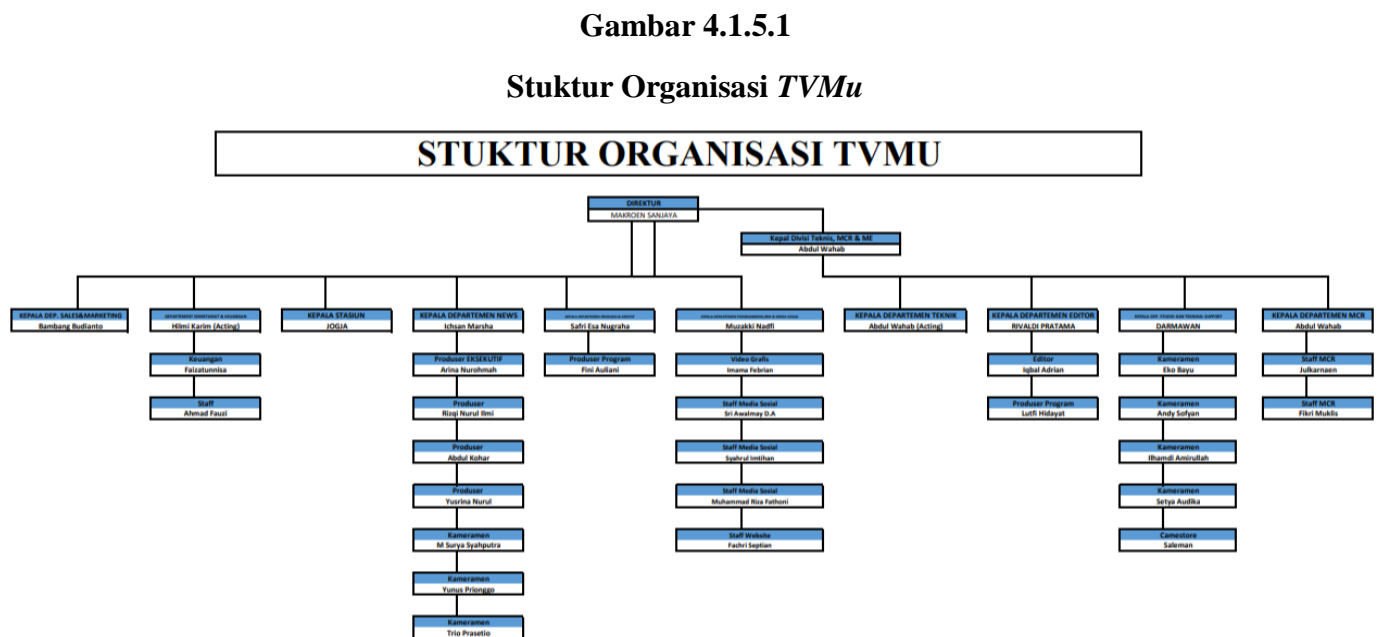 Gambar 4.1.5.1
Stuktur Organisasi TVMu
STUKTUR ORGANISASI TVMU
DIREKTUR
MAKROEN SANJAYA
Kepal Divisi Teknis, MCR & ME
Abdul Wahab
KEPALA DEP. SALES&MARKETING
Bambang Budianto
Hilmi Karim (Acting)
Keuangan
Faizatunnisa
Staff
Ahmad Fauzi
KEPALA STASIUN
JOGJA
KEPALA DEPARTEMEN NEWS
Ichsan Marsha
Produser EKSEKUTIF
Arina Nurohmah
Produser
Rizqi Nurul Ilmi
Produser
Abdul Kohar
Produser
Yusrina Nurul
Kameramen
M Surya Syahputra
Kameramen
Yunus Prionggo
Kameramen
Trio Prasetio
Safri Esa Nugraha
Produser Program
Fini Auliani
Muzakki Nadfi
Video Grafis
Imama Febrian
Staff Media Sosial
Sri Awalmay D.A
Staff Media Sosial
Syahrul Imtihan
Staff Media Sosial
Muhammad Riza Fathoni
Staff Website
Fachri Septian
KEPALA DEPARTEMEN TEKNIK
Abdul Wahab (Acting)
KEPALA DEPARTEMEN EDITOR
RIVALDI PRATAMA
Editor
Iqbal Adrian
Produser Program
Lutfi Hidayat
KEPALA DEP. STUDIO DAN TEKNIKAL SUPPORT
DARMAWAN
Kameramen
Eko Bayu
Kameramen
Andy Sofyan
Kameramen
Ilhamdi Amirullah
Kameramen
Setya Audika
Camestore
Saleman
KEPALA DEPARTEMEN MCR
Abdul Wahab
Staff MCR
Julkarnaen
Staff MCR
Fikri Muklis